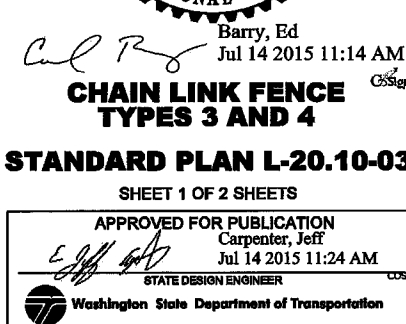 Barry, Ed
Jul 14 2015 11:14 AM
CHAIN LINK FENCE
TYPES 3 AND 4
STANDARD PLAN L-20.10-03
SHEET 1 OF 2 SHEETS
APPROVED FOR PUBLICATION
Carpenter, Jeff
Jul 14 2015 11:24 AM
STATE DESIGN ENGINEER
Washington State Department of Transportation